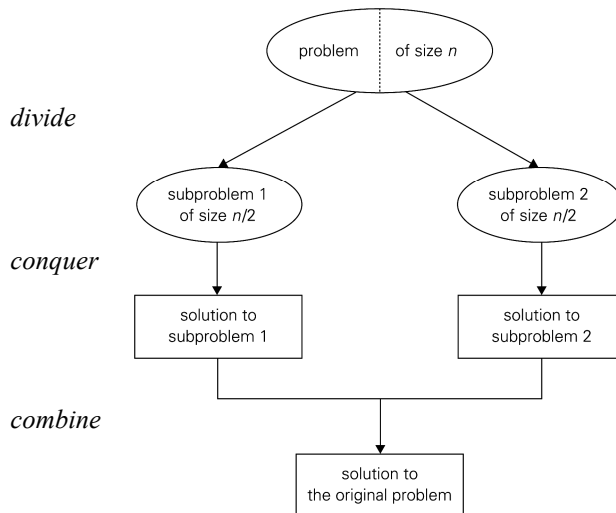 problem of size n
divide
subproblem 1
of size n/2
subproblem 2
of size n/2
conquer
solution to
subproblem 1
solution to
subproblem 2
combine
solution to
the original problem